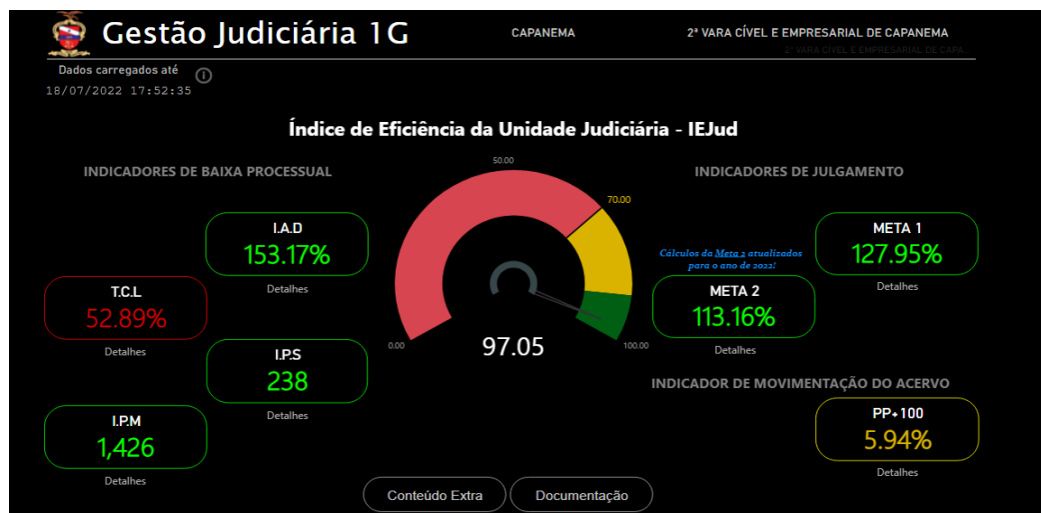 Gestão Judiciária 1G
CAPANEMA
2ª VARA CÍVEL E EMPRESARIAL DE CAPANEMA
2ª VARA CÍVEL E EMPRESARIAL DE CAPA...
Dados carregados até
18/07/2022 17:52:35
Índice de Eficiência da Unidade Judiciária - IEJud
INDICADORES DE BAIXA PROCESSUAL
I.A.D
153.17%
Detalhes
T.C.L
52.89%
Detalhes
I.P.S
238
Detalhes
I.P.M
1,426
Detalhes
50.00
70.00
0.00
97.05
100.00
INDICADORES DE JULGAMENTO
META 1
127.95%
Detalhes
Cálculos da Meta 2 atualizados
para o ano de 2022!
META 2
113.16%
Detalhes
INDICADOR DE MOVIMENTAÇÃO DO ACERVO
PP+100
5.94%
Detalhes
Conteúdo Extra
Documentação